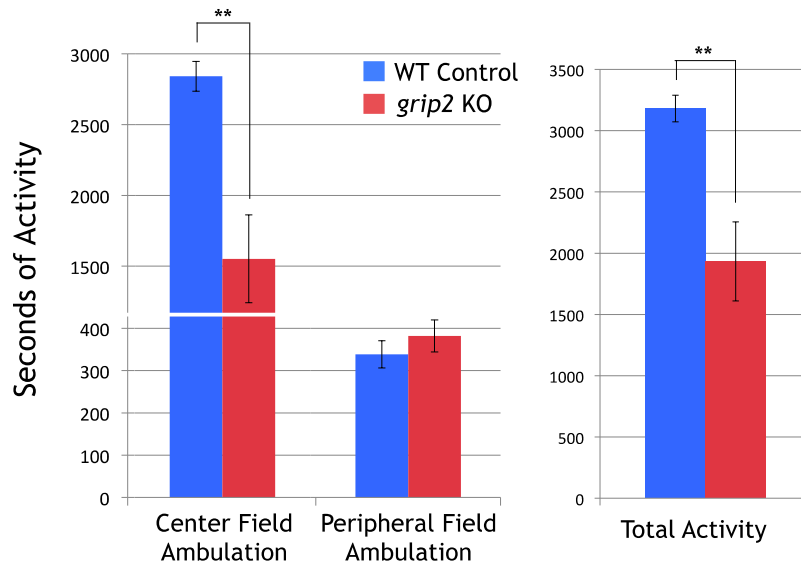 **
3000
2500
2000
1500
400
300
200
100
0
Seconds of Activity
WT Control
grip2 KO
Center Field
Ambulation
Peripheral Field
Ambulation
**
3500
3000
2500
2000
1500
1000
500
0
Total Activity